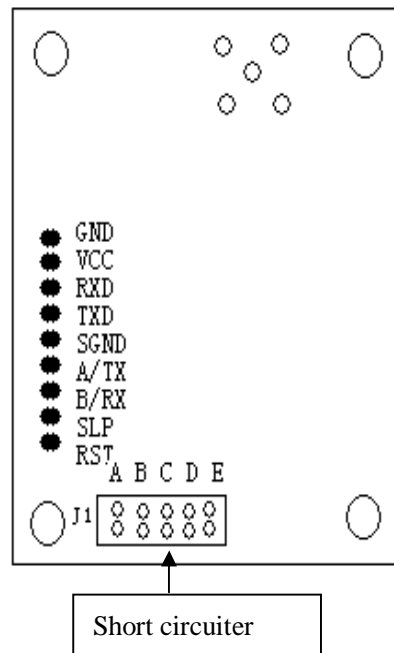 GND
VCC
RXD
TXD
SGND
A/TX
B/RX
SLP
RST
A B C D E
J1
Short circuiter